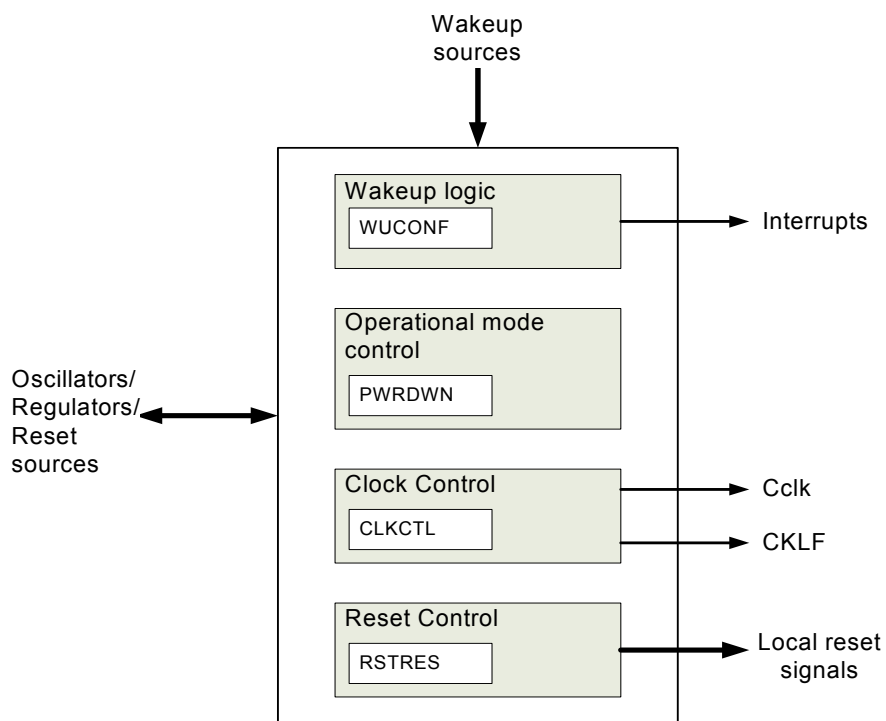 Wakeup
sources
Wakeup logic
WUCONF
Interrupts
Operational mode
control
PWRDWN
Oscillators/
Regulators/
Reset
sources
Clock Control
CLKCTL
Cclk
CKLF
Reset Control
RSTRES
Local reset
signals